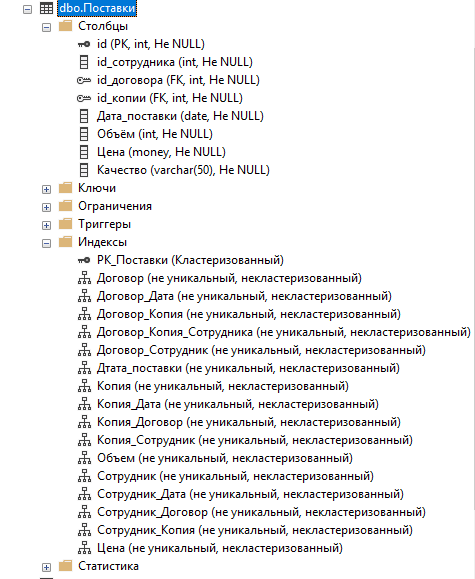 dbo.Поставки
Столбцы
id (PK, int, Не NULL)
id_сотрудника (int, Не NULL)
id_договора (FK, int, Не NULL)
id_копии (FK, int, Не NULL)
Дата_поставки (date, Не NULL)
Объём (int, Не NULL)
Цена (money, Не NULL)
Качество (varchar(50), Не NULL)
Ключи
Ограничения
Триггеры
Индексы
PK_Поставки (Кластеризованный)
Договор (не уникальный, некластеризованный)
Договор_Дата (не уникальный, некластеризованный)
Договор_Копия (не уникальный, некластеризованный)
Договор_Копия_Сотрудника (не уникальный, некластеризованный)
Договор_Сотрудник (не уникальный, некластеризованный)
Дтата_поставки (не уникальный, некластеризованный)
Копия (не уникальный, некластеризованный)
Копия_Дата (не уникальный, некластеризованный)
Копия_Договор (не уникальный, некластеризованный)
Копия_Сотрудник (не уникальный, некластеризованный)
Объем (не уникальный, некластеризованный)
Сотрудник (не уникальный, некластеризованный)
Сотрудник_Дата (не уникальный, некластеризованный)
Сотрудник_Договор (не уникальный, некластеризованный)
Сотрудник_Копия (не уникальный, некластеризованный)
Цена (не уникальный, некластеризованный)
Статистика